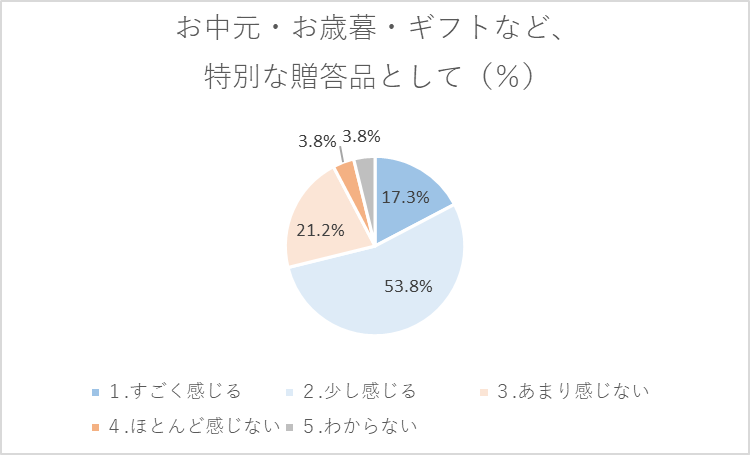 お中元・お歳暮・ギフトなど、
特別な贈答品として（%）
3.8% 3.8%
17.3%
21.2%
53.8%
１.すごく感じる ２.少し感じる ３.あまり感じない
４.ほとんど感じない ５.わからない